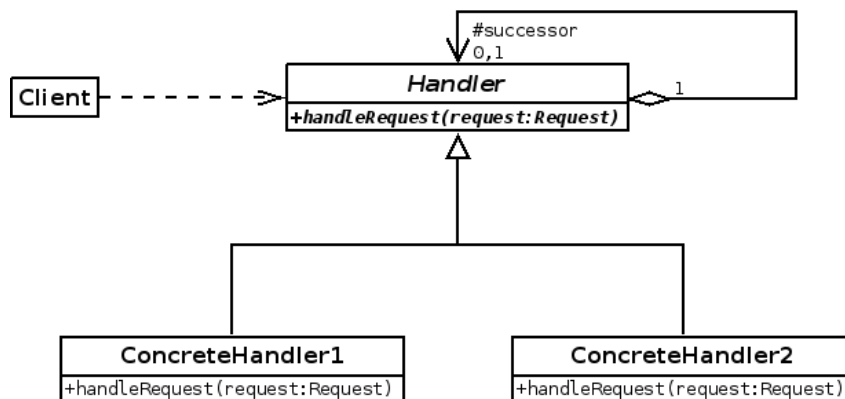 #successor
0,1
Handler
1
Client
+handleRequest(request:Request)
ConcreteHandler1
+handleRequest(request:Request)
ConcreteHandler2
+handleRequest(request:Request)